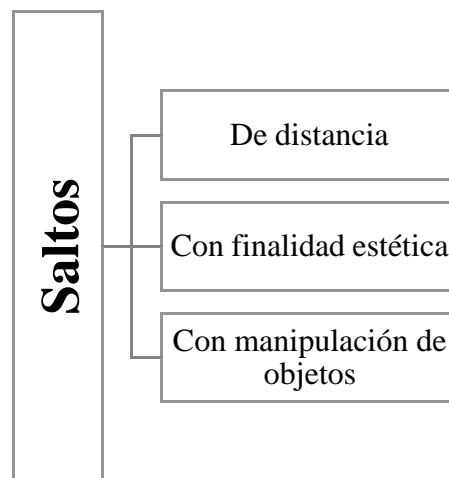 Saltos
De distancia
Con finalidad estética
Con manipulación de
objetos